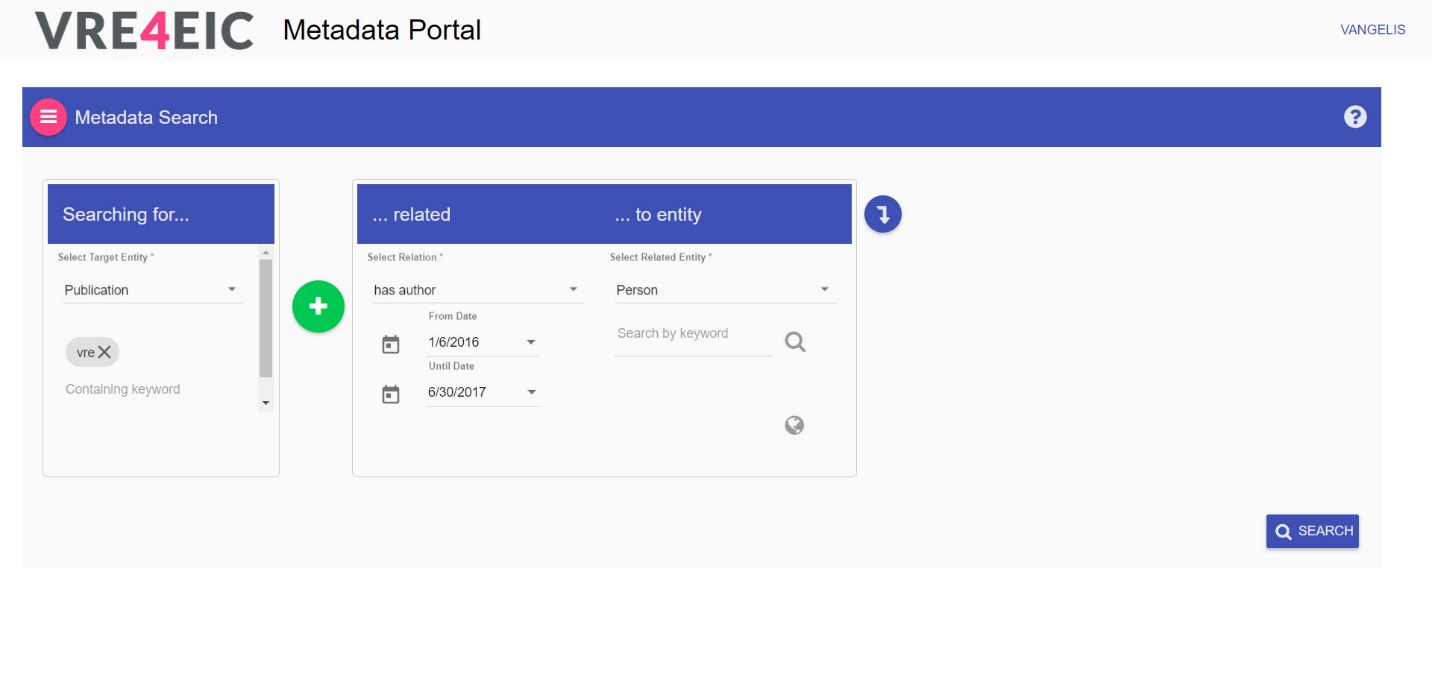 VRE4EIC Metadata Portal
VANGELIS
Metadata Search
?
Searching for...
Select Target Entity *
Publication
vre
Containing keyword
... related
... to entity
Select Relation *
Select Related Entity *
has author
Person
From Date
1/6/2016
Search by keyword
Until Date
6/30/2017
SEARCH